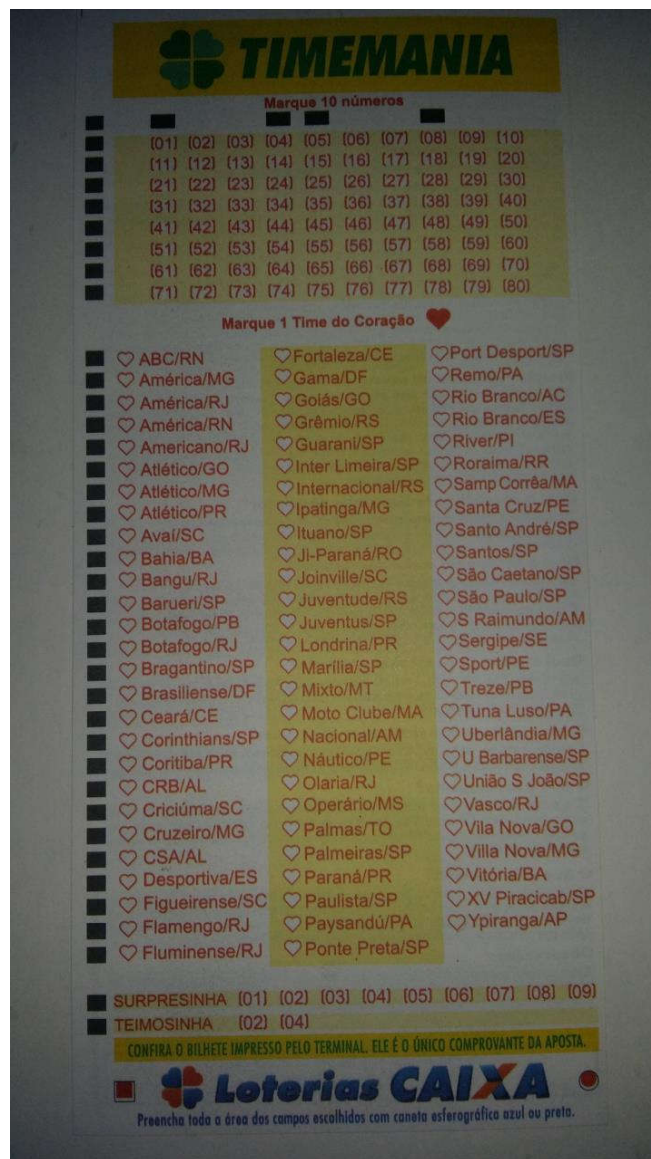 TIMEMANIA
Marque 10 números
(01) (02) (03) (04) (05) (06) (07) (08) (09) (10)
(11) (12) (13) (14) (15) (16) (17) (18) (19) (20)
(21) (22) (23) (24) (25) (26) (27) (28) (29) (30)
(31) (32) (33) (34) (35) (36) (37) (38) (39) (40)
(41) (42) (43) (44) (45) (46) (47) (48) (49) (50)
(51) (52) (53) (54) (55) (56) (57) (58) (59) (60)
(61) (62) (63) (64) (65) (66) (67) (68) (69) (70)
(71) (72) (73) (74) (75) (76) (77) (78) (79) (80)
Marque 1 Time do Coração
ABC/RN
América/MG
América/RJ
América/RN
Americano/RJ
Atlético/GO
Atlético/MG
Atlético/PR
Avaí/SC
Bahia/BA
Bangu/RJ
Barueri/SP
Botafogo/PB
Botafogo/RJ
Bragantino/SP
Brasiliense/DF
Ceará/CE
Corinthians/SP
Coritiba/PR
CRB/AL
Criciúma/SC
Cruzeiro/MG
CSA/AL
Desportiva/ES
Figueirense/SC
Flamengo/RJ
Fluminense/RJ
Fortaleza/CE
Gama/DF
Goiás/GO
Grêmio/RS
Guarani/SP
Inter Limeira/SP
Internacional/RS
Ipatinga/MG
Ituano/SP
Ji-Paraná/RO
Joinville/SC
Juventude/RS
Juventus/SP
Londrina/PR
Marília/SP
Mixto/MT
Moto Clube/MA
Nacional/AM
Náutico/PE
Olaria/RJ
Operário/MS
Palmas/TO
Palmeiras/SP
Paraná/PR
Paulista/SP
Paysandú/PA
Ponte Preta/SP
Port Desport/SP
Remo/PA
Rio Branco/AC
Rio Branco/ES
River/PI
Roraima/RR
Samp Corrêa/MA
Santa Cruz/PE
Santo André/SP
Santos/SP
São Caetano/SP
São Paulo/SP
S Raimundo/AM
Sergipe/SE
Sport/PE
Treze/PB
Tuna Luso/PA
Uberlândia/MG
U Barbarense/SP
União S João/SP
Vasco/RJ
Vila Nova/GO
Villa Nova/MG
Vitória/BA
XV Piracicab/SP
Ypiranga/AP
SURPRESINHA (01) (02) (03) (04) (05) (06) (07) (08) (09)
TEIMOSINHA (02) (04)
CONFIRA O BILHETE IMPRESSO PELO TERMINAL. ELE É O ÚNICO COMPROVANTE DA APOSTA.
Loterias CAIXA
Preencha toda a área dos campos escolhidos com caneta esferográfica azul ou preta.